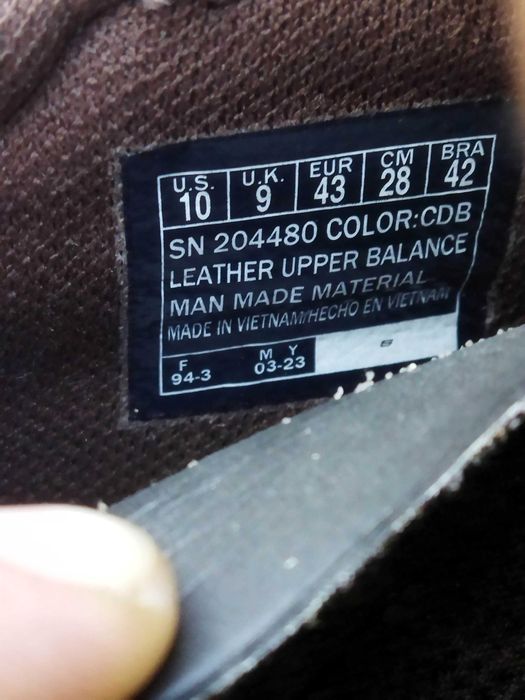 U.S. U.K. EUR CM BRA
10 9 43 28 42
SN 204480 COLOR:CDB
LEATHER UPPER BALANCE
MAN MADE MATERIAL
MADE IN VIETNAM/HECHO EN VIETNAM
F M Y
94-3 03-23